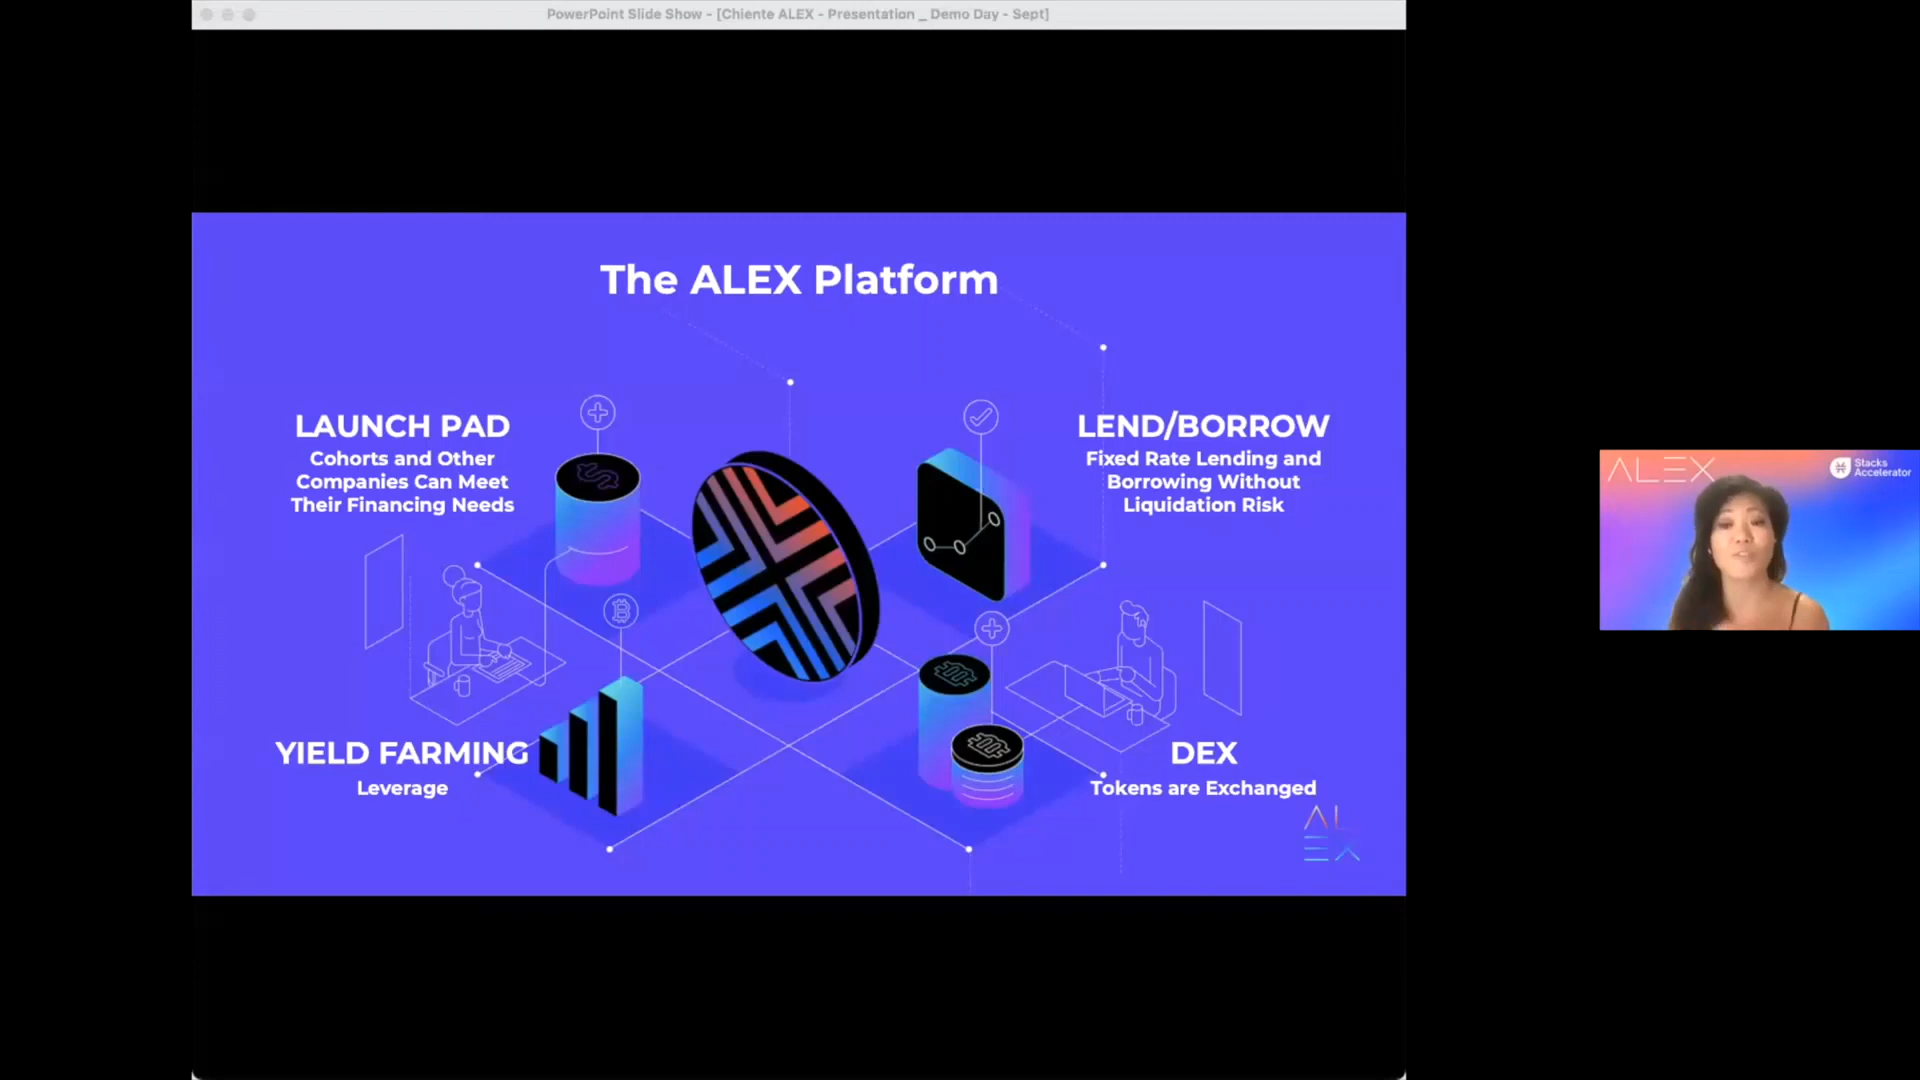 PowerPoint Slide Show - [Chiente ALEX - Presentation _ Demo Day - Sept]
The ALEX Platform
LAUNCH PAD
Cohorts and Other
Companies Can Meet
Their Financing Needs
LEND/BORROW
Fixed Rate Lending and
Borrowing Without
Liquidation Risk
YIELD FARMING
Leverage
DEX
Tokens are Exchanged
AL
EX
ALEX
Stacks
Accelerator